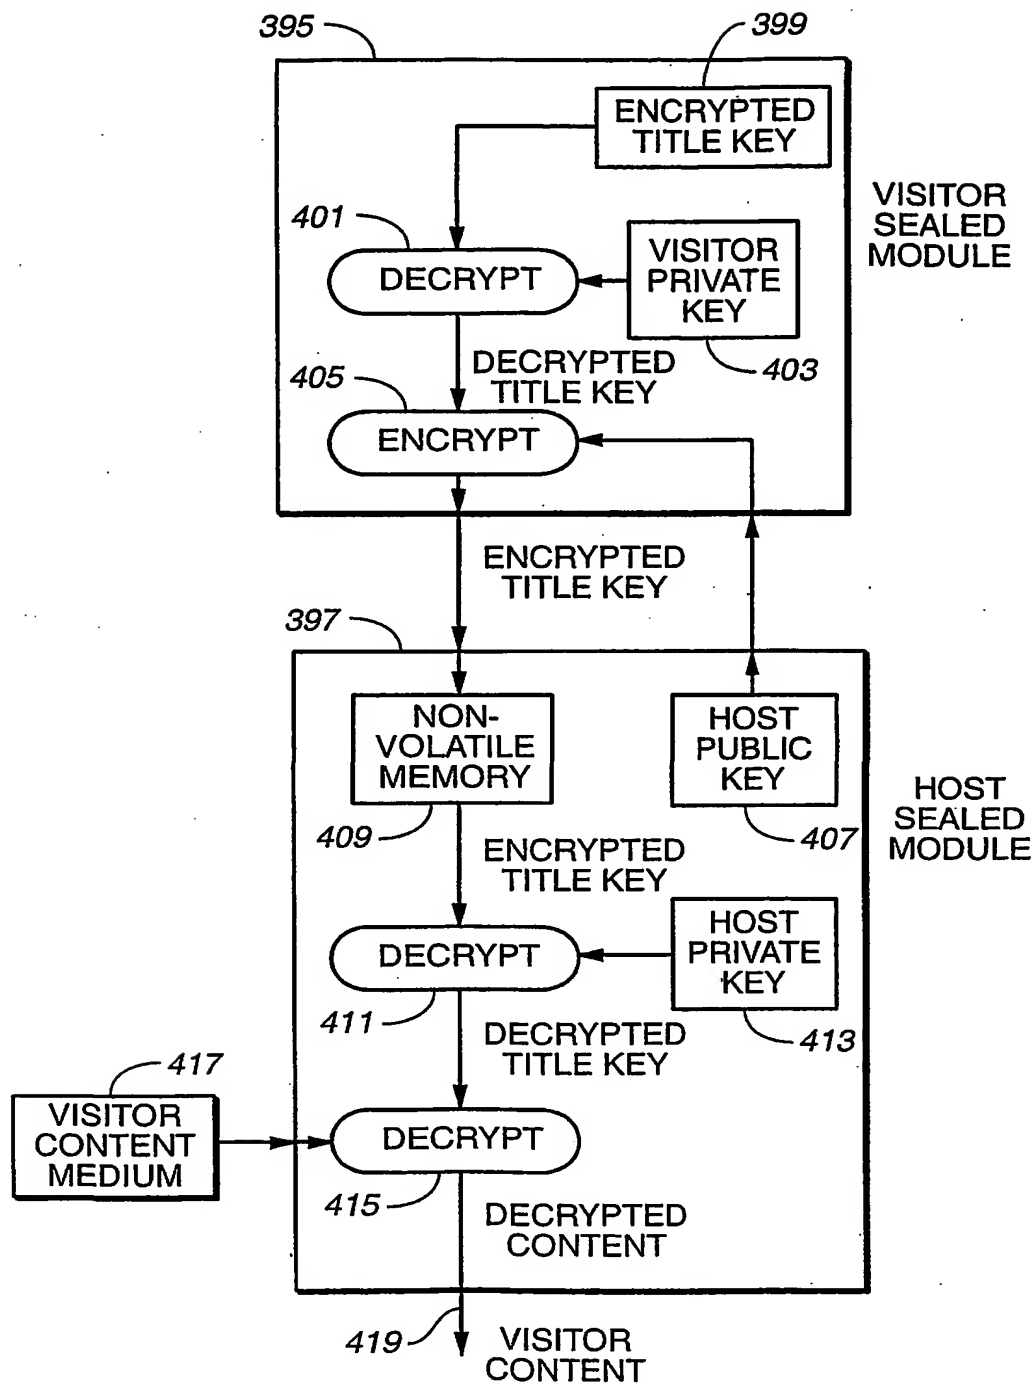 395
399
ENCRYPTED
TITLE KEY
VISITOR
SEALED
MODULE
401
DECRYPT
VISITOR
PRIVATE
KEY
403
DECRYPTED
TITLE KEY
405
ENCRYPT
ENCRYPTED
TITLE KEY
397
NON-
VOLATILE
MEMORY
409
HOST
PUBLIC
KEY
407
HOST
SEALED
MODULE
ENCRYPTED
TITLE KEY
DECRYPT
411
HOST
PRIVATE
KEY
413
DECRYPTED
TITLE KEY
417
VISITOR
CONTENT
MEDIUM
DECRYPT
415
DECRYPTED
CONTENT
419
VISITOR
CONTENT